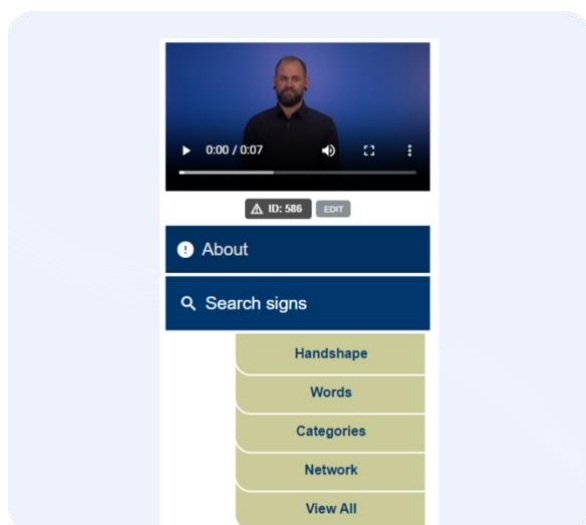 0:00 / 0:07
ID: 586 EDIT
About
Search signs
Handshape
Words
Categories
Network
View All